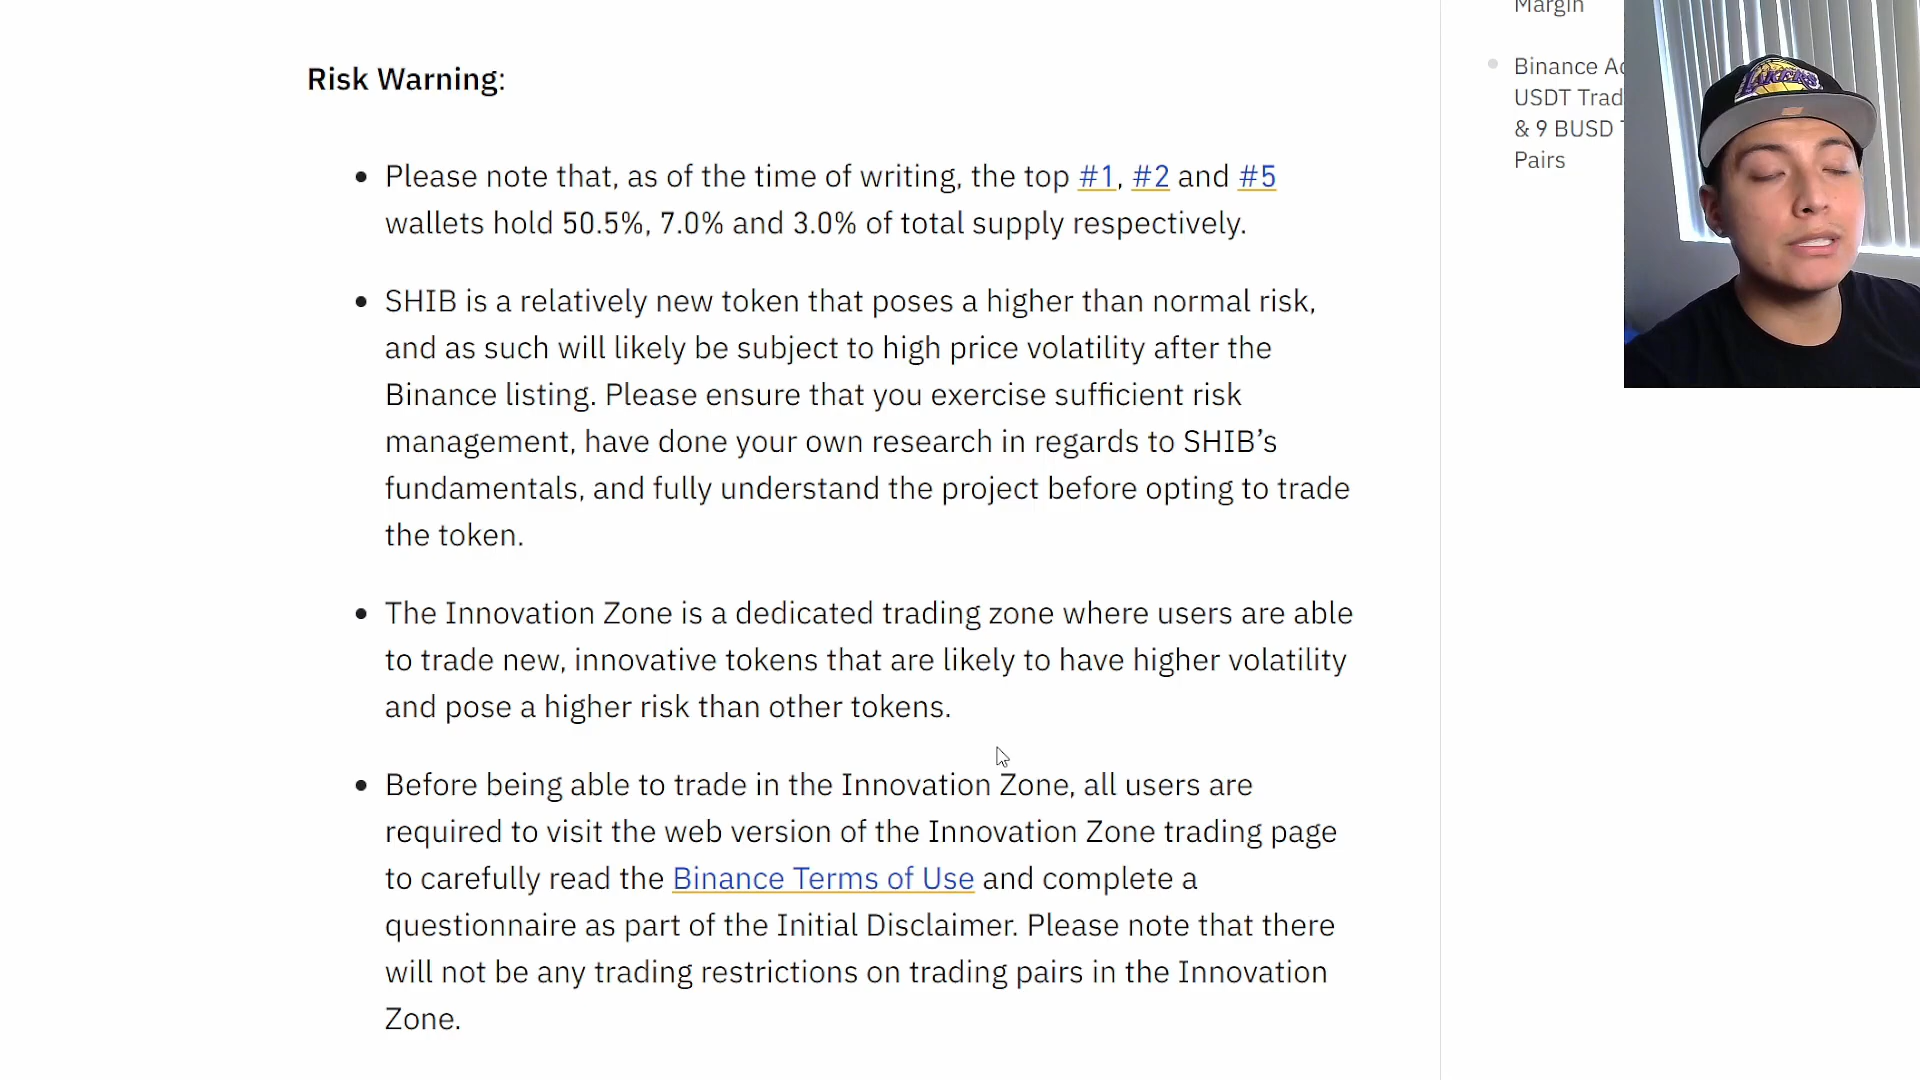 Margin
Risk Warning:
Binance Ad
USDT Trad
& 9 BUSD
Pairs
LAKERS
Please note that, as of the time of writing, the top #1, #2 and #5
wallets hold 50.5%, 7.0% and 3.0% of total supply respectively.
SHIB is a relatively new token that poses a higher than normal risk,
and as such will likely be subject to high price volatility after the
Binance listing. Please ensure that you exercise sufficient risk
management, have done your own research in regards to SHIB’s
fundamentals, and fully understand the project before opting to trade
the token.
The Innovation Zone is a dedicated trading zone where users are able
to trade new, innovative tokens that are likely to have higher volatility
and pose a higher risk than other tokens.
Before being able to trade in the Innovation Zone, all users are
required to visit the web version of the Innovation Zone trading page
to carefully read the Binance Terms of Use and complete a
questionnaire as part of the Initial Disclaimer. Please note that there
will not be any trading restrictions on trading pairs in the Innovation
Zone.